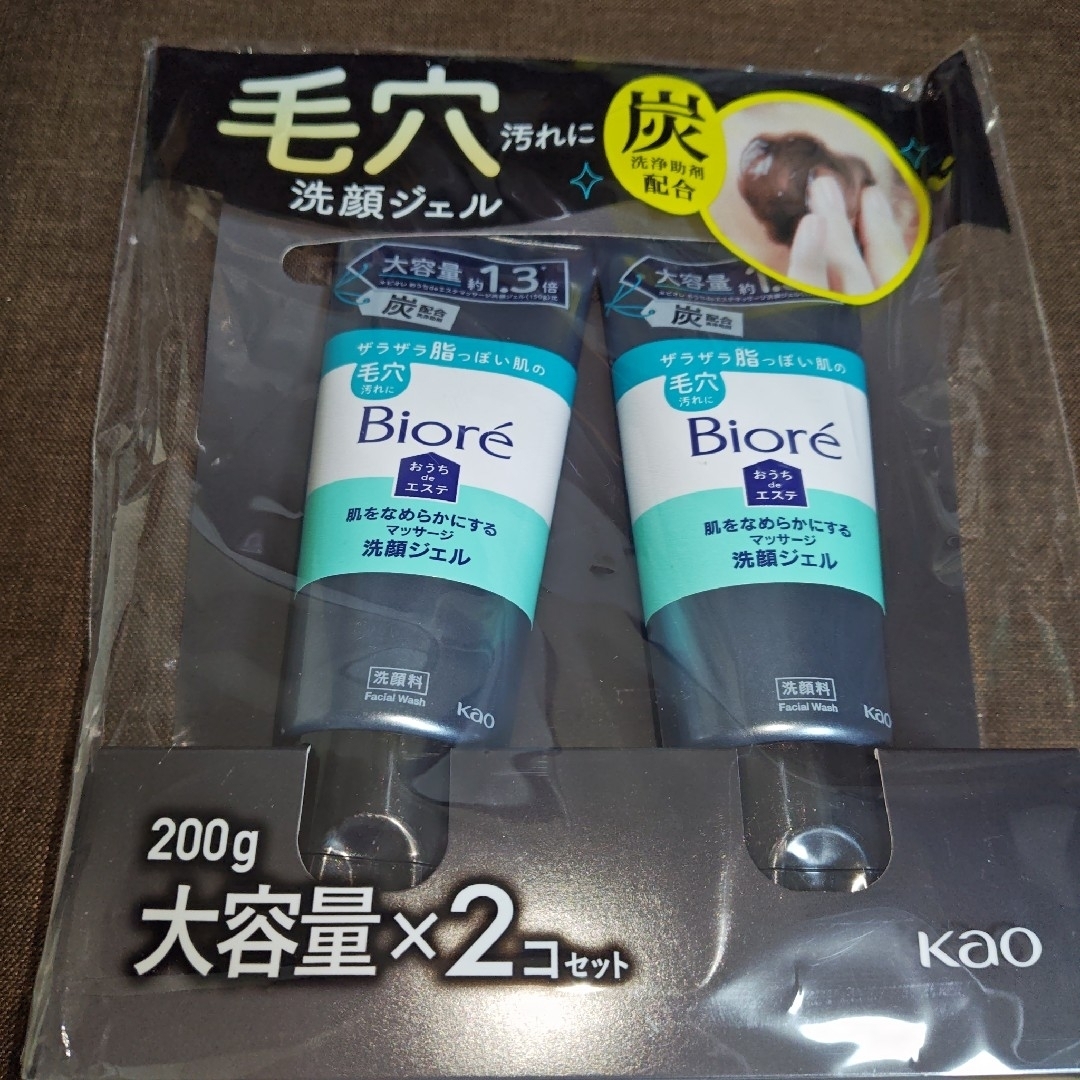 毛穴汚れに
洗顔ジェル
炭
洗浄助剤
配合
大容量 約1.3倍
炭配合
ザラザラ脂っぽい肌の
毛穴
汚れに
Bioré
おうち
de
エステ
肌をなめらかにする
マッサージ
洗顔ジェル
洗顔料
Facial Wash
Kao
大容量 約1.
炭配合
ザラザラ脂っぽい肌の
毛穴
汚れに
Bioré
おうち
de
エステ
肌をなめらかにする
マッサージ
洗顔ジェル
洗顔料
Facial Wash
Kao
200g
大容量×2コセット
Kao